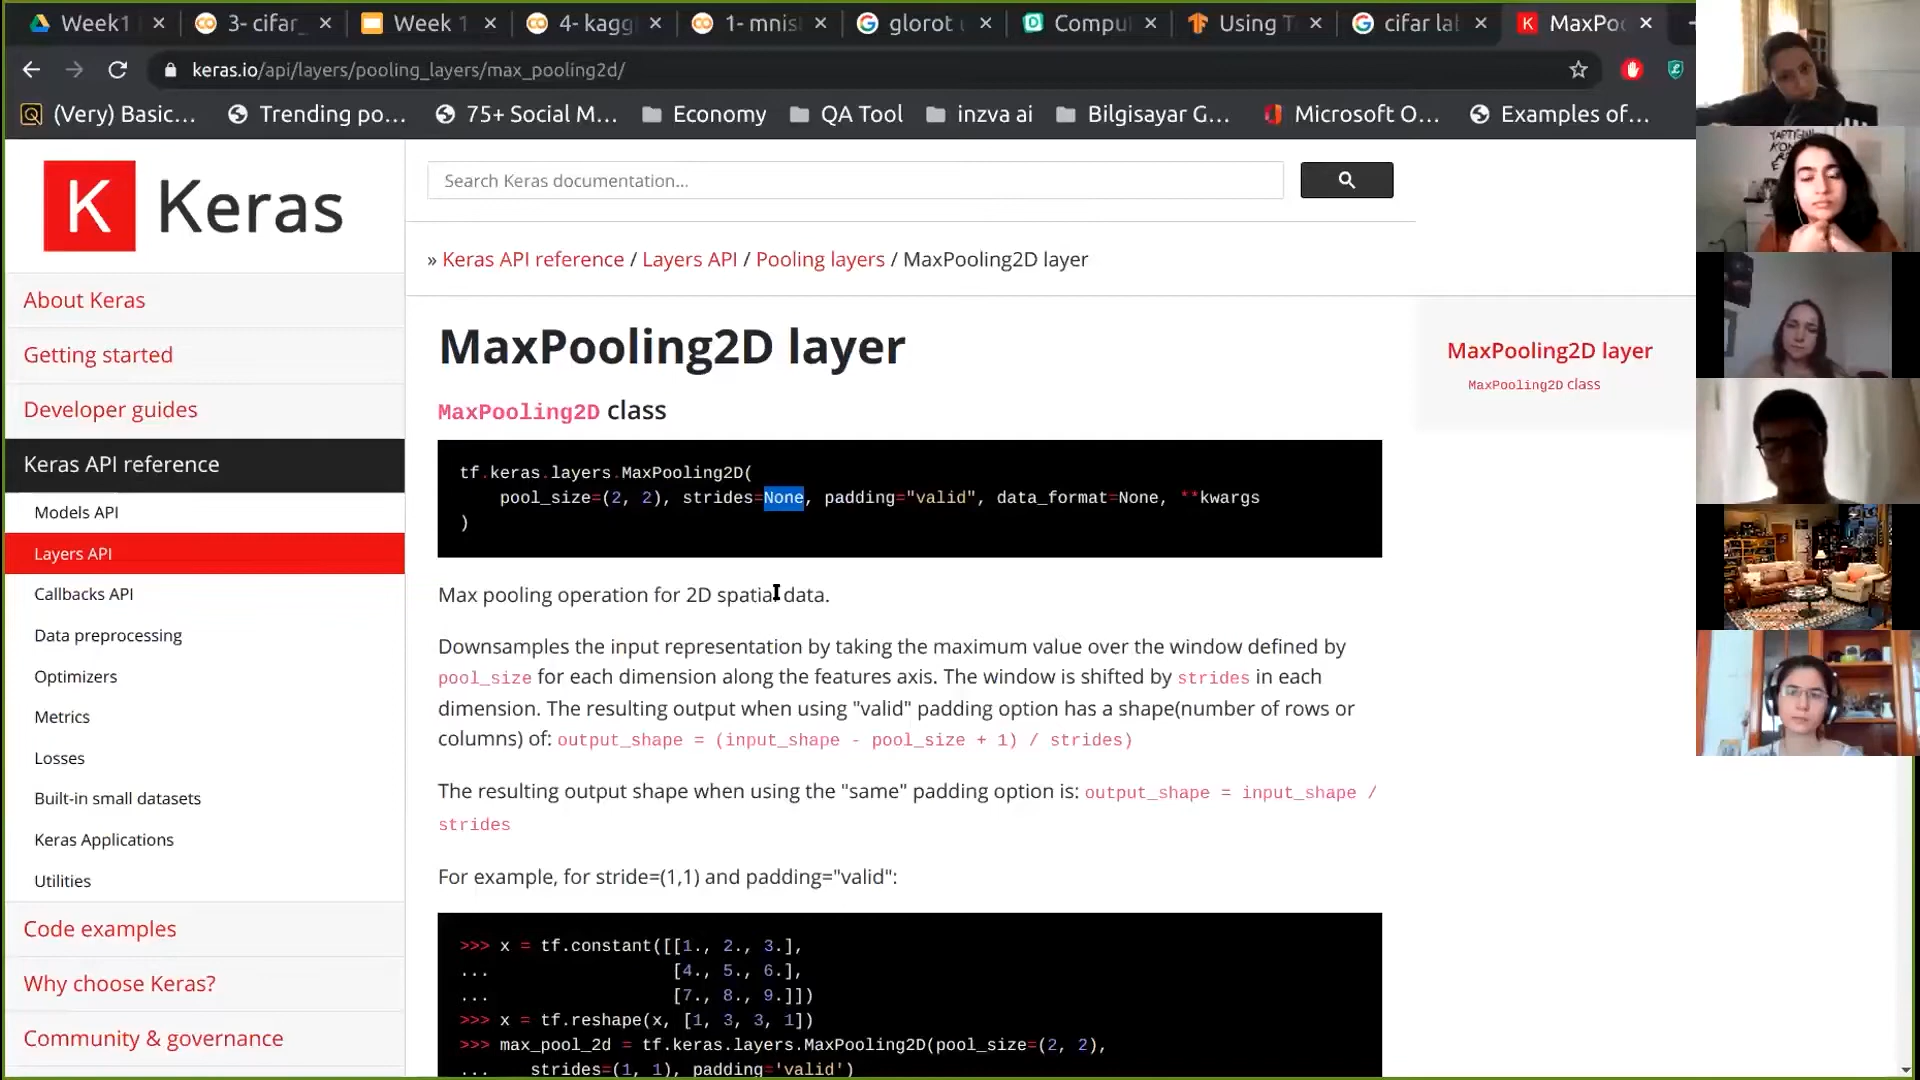 Week1
3- cifar_
Week 1
4- kaggl
1- mnis
glorot u
Compu
Using T
cifar lal
MaxPoo
keras.io/api/layers/pooling_layers/max_pooling2d/
(Very) Basic...
Trending po...
75+ Social M...
Economy
QA Tool
inzva ai
Bilgisayar G...
Microsoft O...
Examples of...
K Keras
Search Keras documentation...
» Keras API reference / Layers API / Pooling layers / MaxPooling2D layer
About Keras
Getting started
Developer guides
Keras API reference
Models API
Layers API
Callbacks API
Data preprocessing
Optimizers
Metrics
Losses
Built-in small datasets
Keras Applications
Utilities
Code examples
Why choose Keras?
Community & governance
MaxPooling2D layer
MaxPooling2D class
tf.keras.layers.MaxPooling2D(
pool_size=(2, 2), strides=None, padding="valid", data_format=None, **kwargs
)
Max pooling operation for 2D spatial data.
Downsamples the input representation by taking the maximum value over the window defined by
pool_size for each dimension along the features axis. The window is shifted by strides in each
dimension. The resulting output when using "valid" padding option has a shape(number of rows or
columns) of: output_shape = (input_shape - pool_size + 1) / strides)
The resulting output shape when using the "same" padding option is: output_shape = input_shape /
strides
For example, for stride=(1,1) and padding="valid":
>>> x = tf.constant([[1., 2., 3.],
... [4., 5., 6.],
... [7., 8., 9.]])
>>> x = tf.reshape(x, [1, 3, 3, 1])
>>> max_pool_2d = tf.keras.layers.MaxPooling2D(pool_size=(2, 2),
... strides=(1, 1), padding='valid')
MaxPooling2D layer
MaxPooling2D class